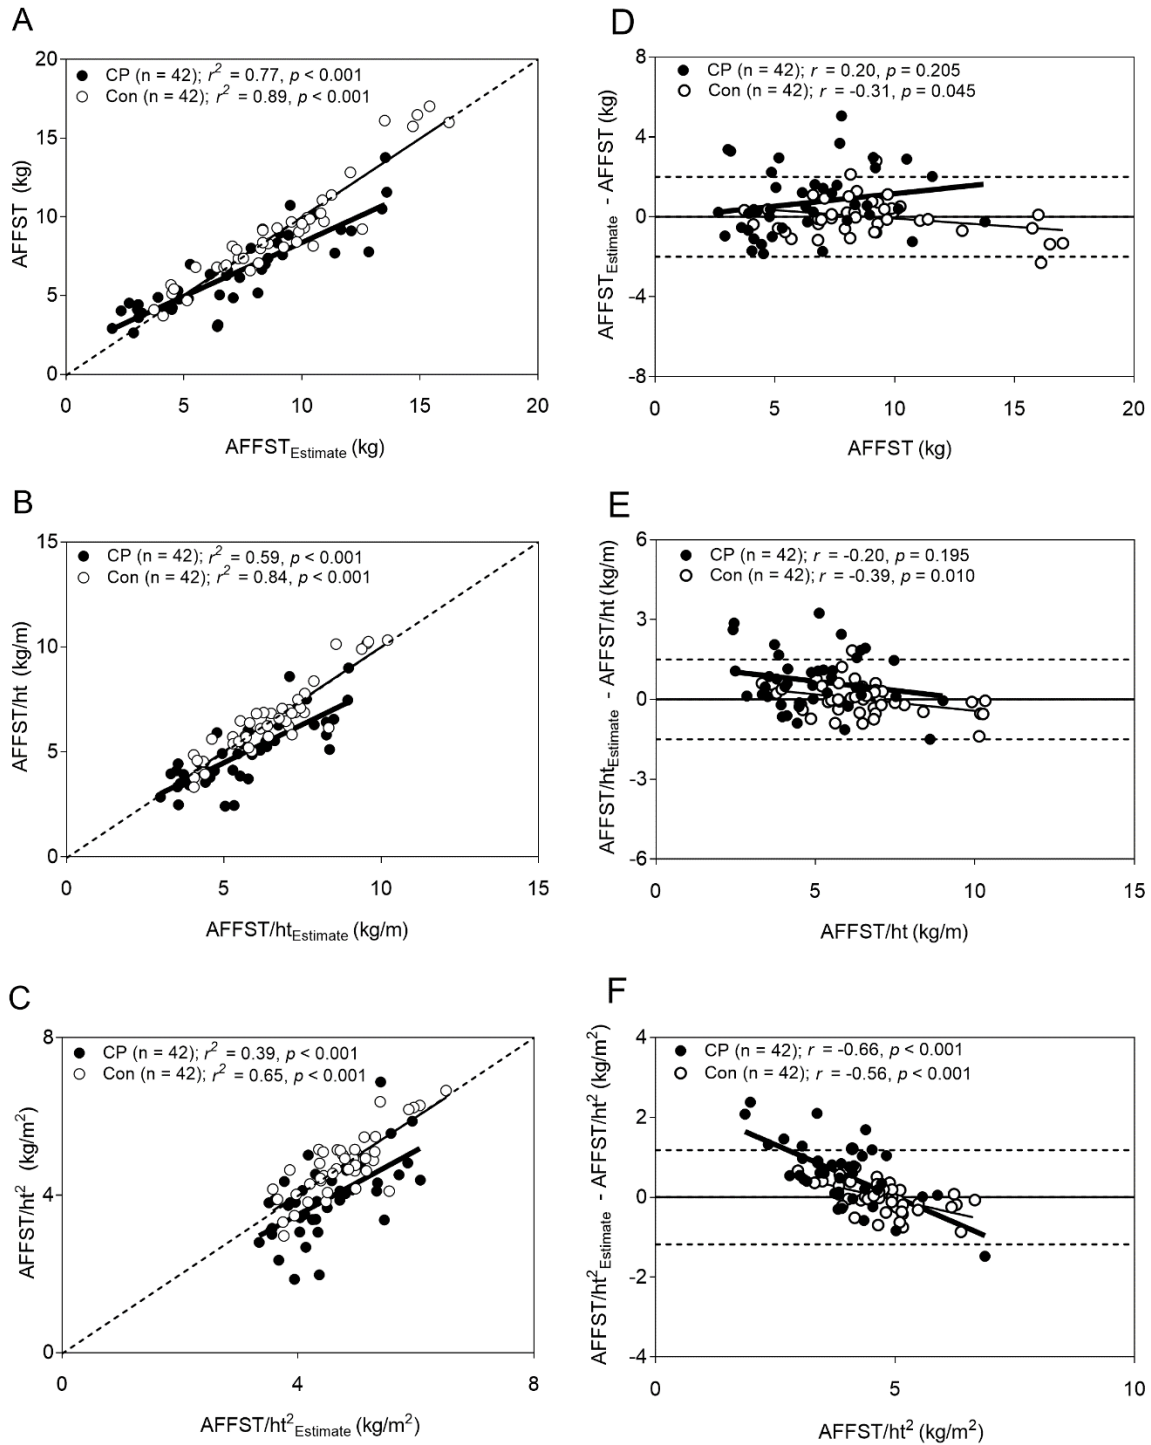 A
CP (n = 42); r² = 0.77, p < 0.001
Con (n = 42); r² = 0.89, p < 0.001
20
15
10
5
0
AFFST (kg)
0 5 10 15 20
AFFST_Estimate (kg)
D
CP (n = 42); r = 0.20, p = 0.205
Con (n = 42); r = -0.31, p = 0.045
8
4
0
-4
-8
AFFST_Estimate - AFFST (kg)
0 5 10 15 20
AFFST (kg)
B
CP (n = 42); r² = 0.59, p < 0.001
Con (n = 42); r² = 0.84, p < 0.001
15
10
5
0
AFFST/ht (kg/m)
0 5 10 15
AFFST/ht_Estimate (kg/m)
E
CP (n = 42); r = -0.20, p = 0.195
Con (n = 42); r = -0.39, p = 0.010
6
3
0
-3
-6
AFFST/ht_Estimate - AFFST/ht (kg/m)
0 5 10 15
AFFST/ht (kg/m)
C
CP (n = 42); r² = 0.39, p < 0.001
Con (n = 42); r² = 0.65, p < 0.001
8
4
0
AFFST/ht² (kg/m²)
0 4 8
AFFST/ht²_Estimate (kg/m²)
F
CP (n = 42); r = -0.66, p < 0.001
Con (n = 42); r = -0.56, p < 0.001
4
2
0
-2
-4
AFFST/ht²_Estimate - AFFST/ht² (kg/m²)
0 5 10
AFFST/ht² (kg/m²)